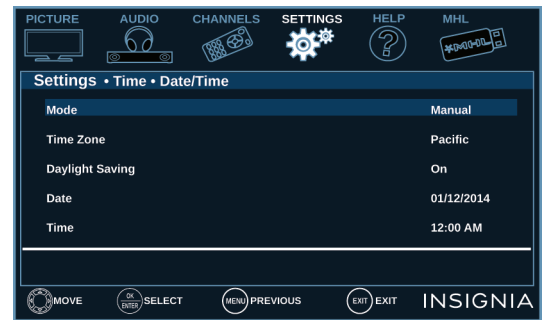 PICTURE AUDIO CHANNELS SETTINGS HELP MHL
MHL
Settings • Time • Date/Time
Mode Manual
Time Zone Pacific
Daylight Saving On
Date 01/12/2014
Time 12:00 AM
MOVE OK ENTER SELECT MENU PREVIOUS EXIT EXIT INSIGNIA